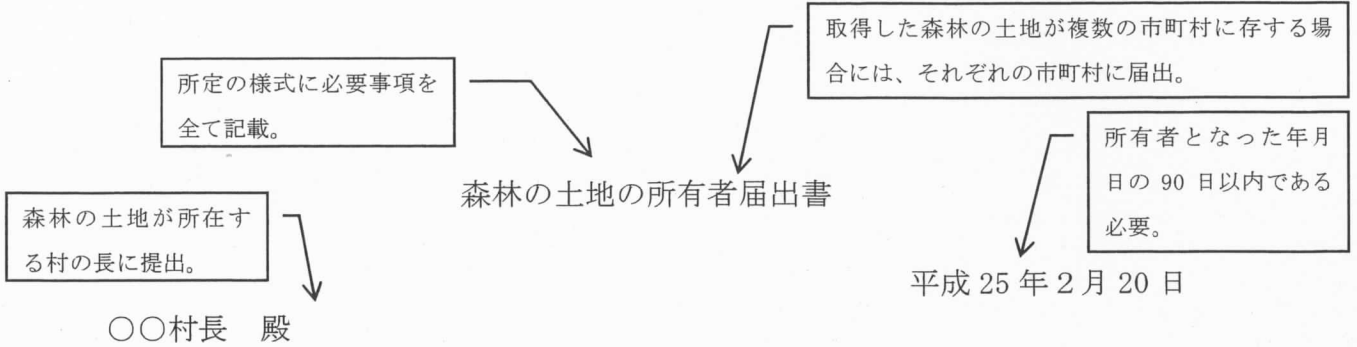 取得した森林の土地が複数の市町村に存する場
合には、それぞれの市町村に届出。
所定の様式に必要事項を
全て記載。
所有者となった年月
日の 90 日以内である
必要。
森林の土地の所有者届出書
森林の土地が所在す
る村の長に提出。
平成 25 年 2 月 20 日
○○村長　殿